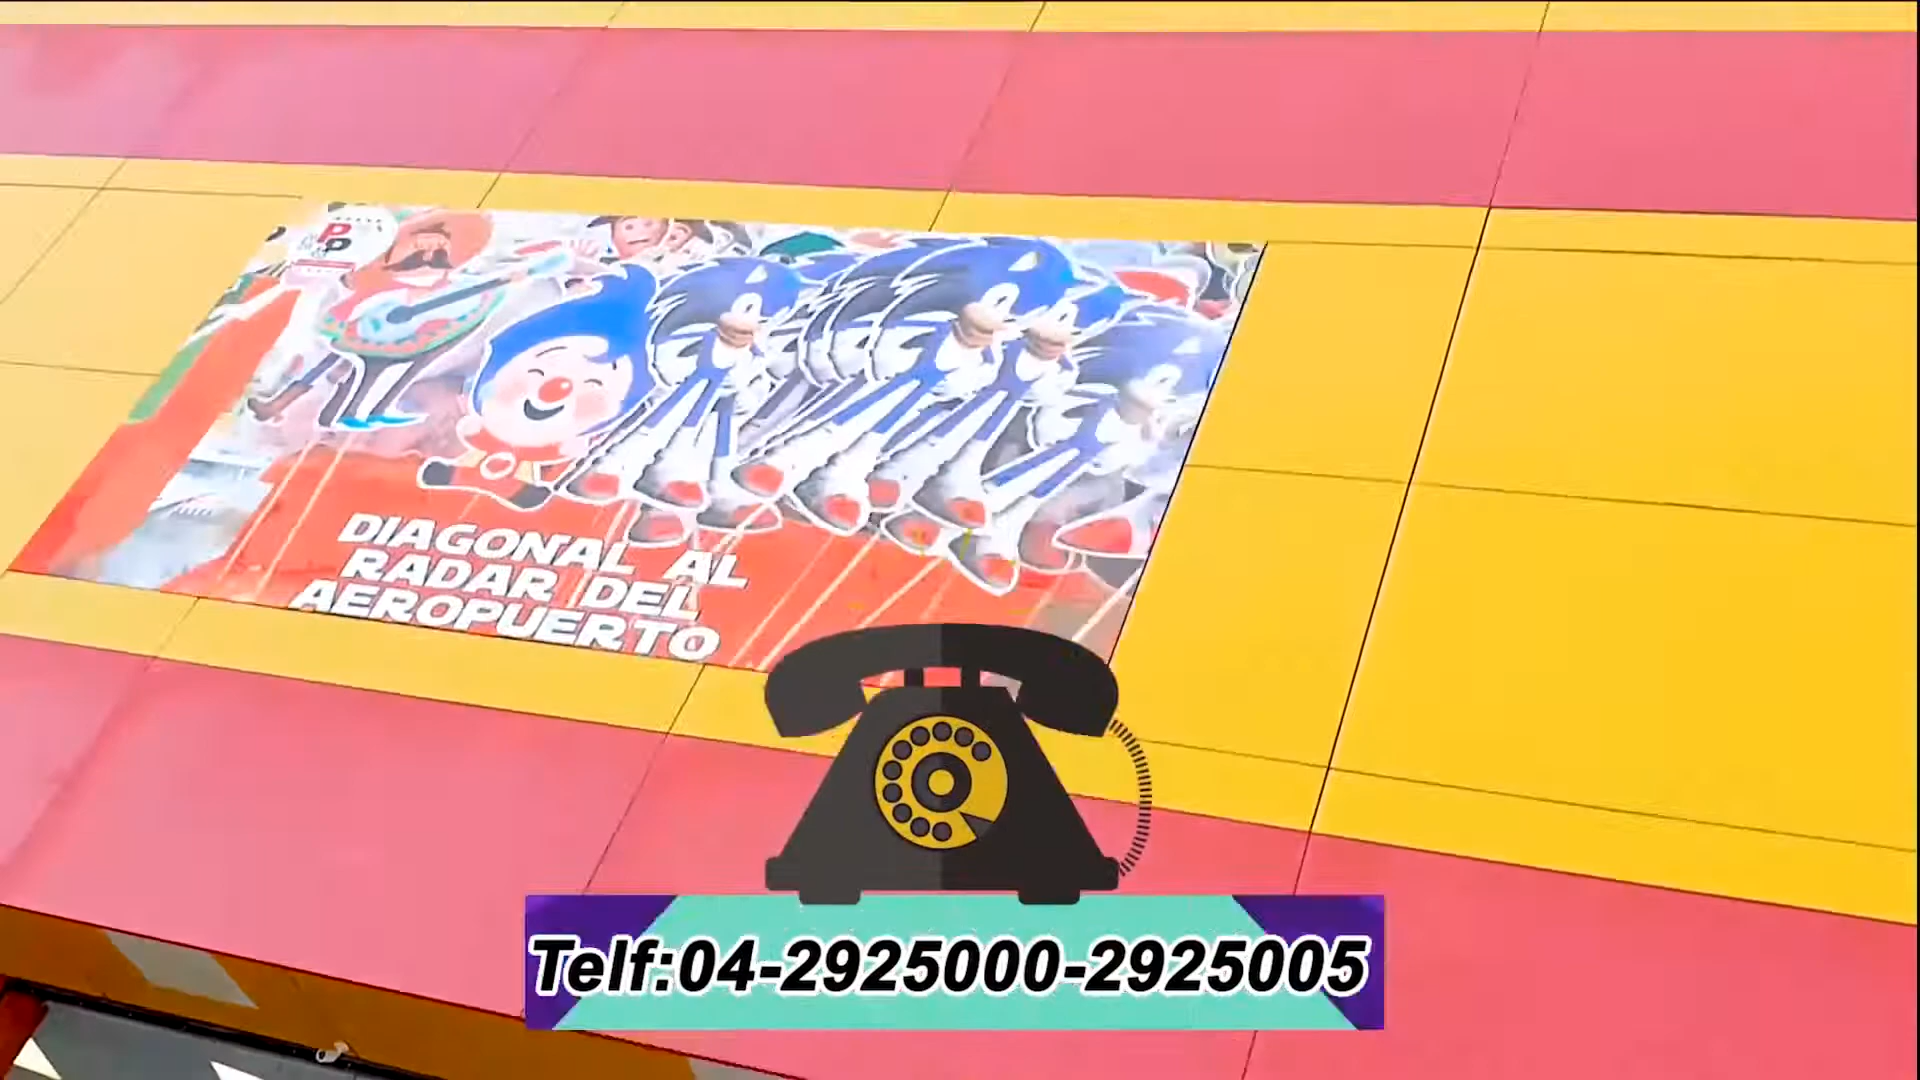 DIAGONAL AL
RADAR DEL
AEROPUERTO
Telf:04-2925000-2925005